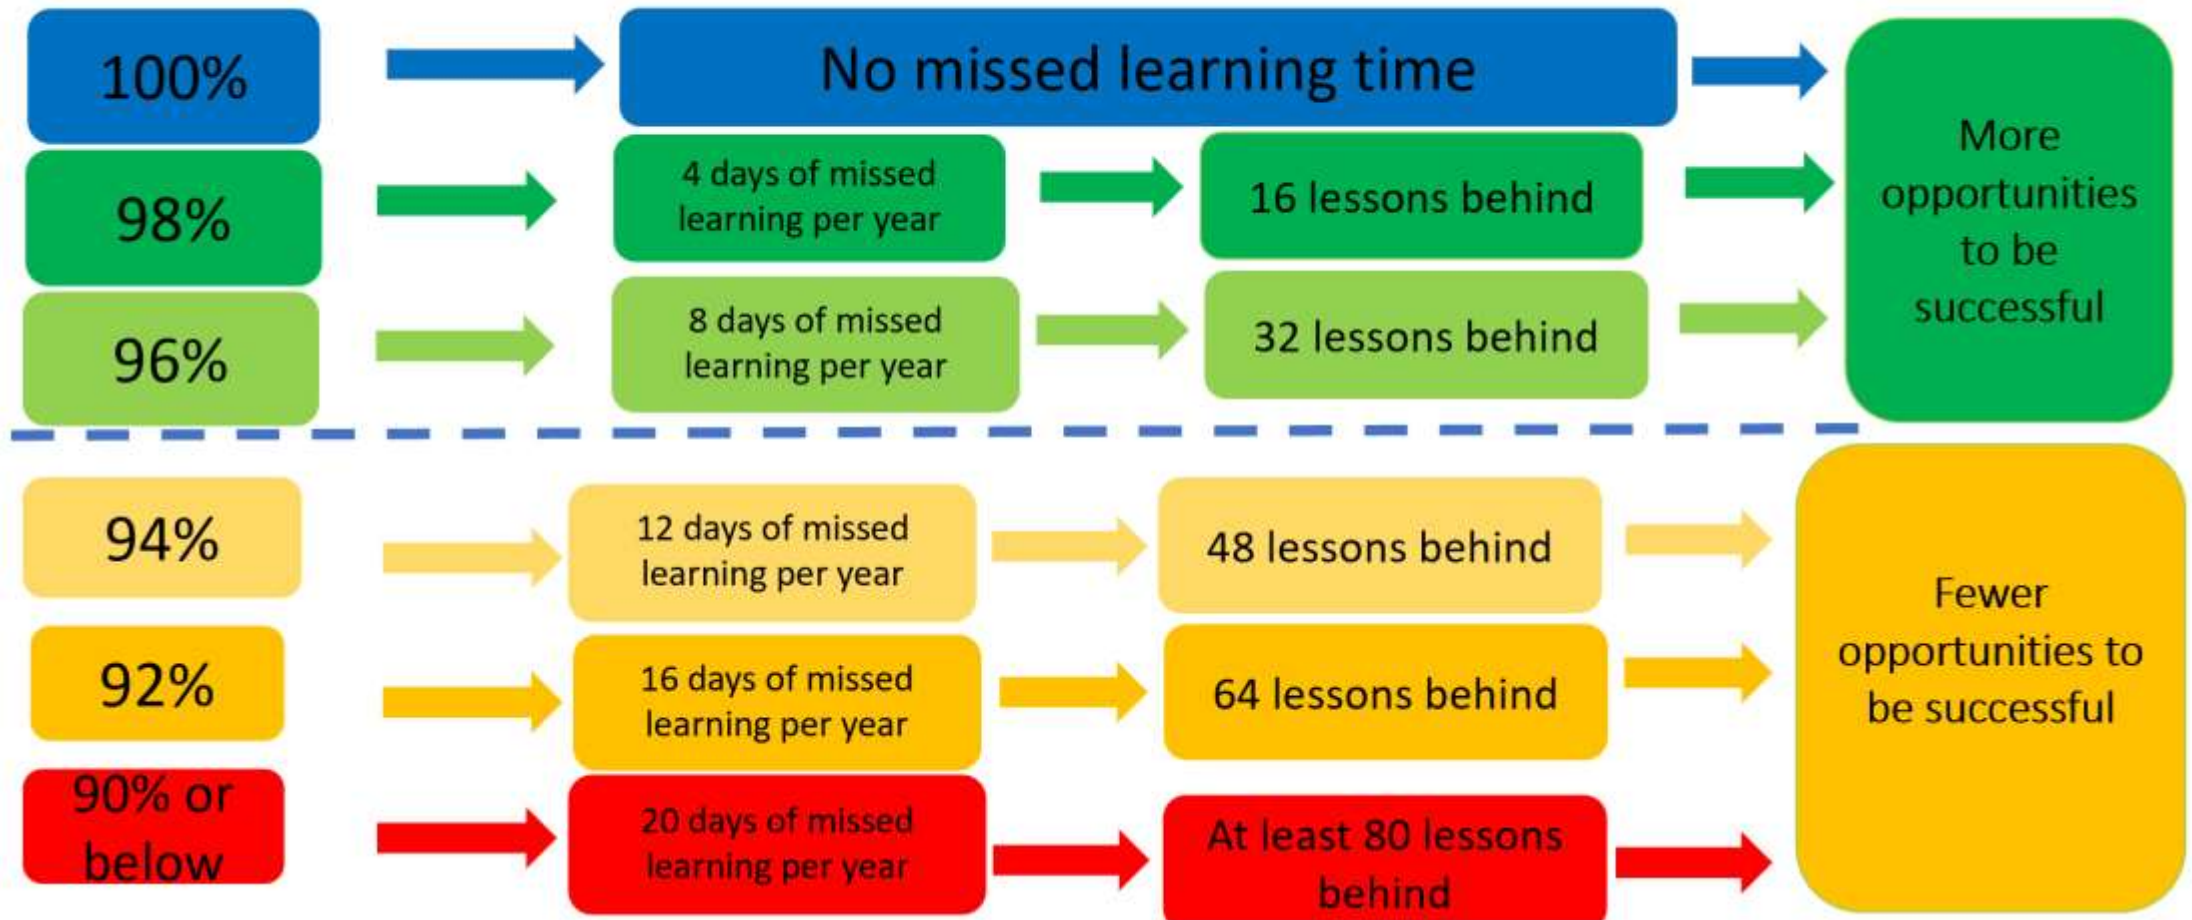 100%
No missed learning time
98%
4 days of missed
learning per year
16 lessons behind
96%
8 days of missed
learning per year
32 lessons behind
More
opportunities
to be
successful
94%
12 days of missed
learning per year
48 lessons behind
92%
16 days of missed
learning per year
64 lessons behind
90% or
below
20 days of missed
learning per year
At least 80 lessons
behind
Fewer
opportunities to
be successful